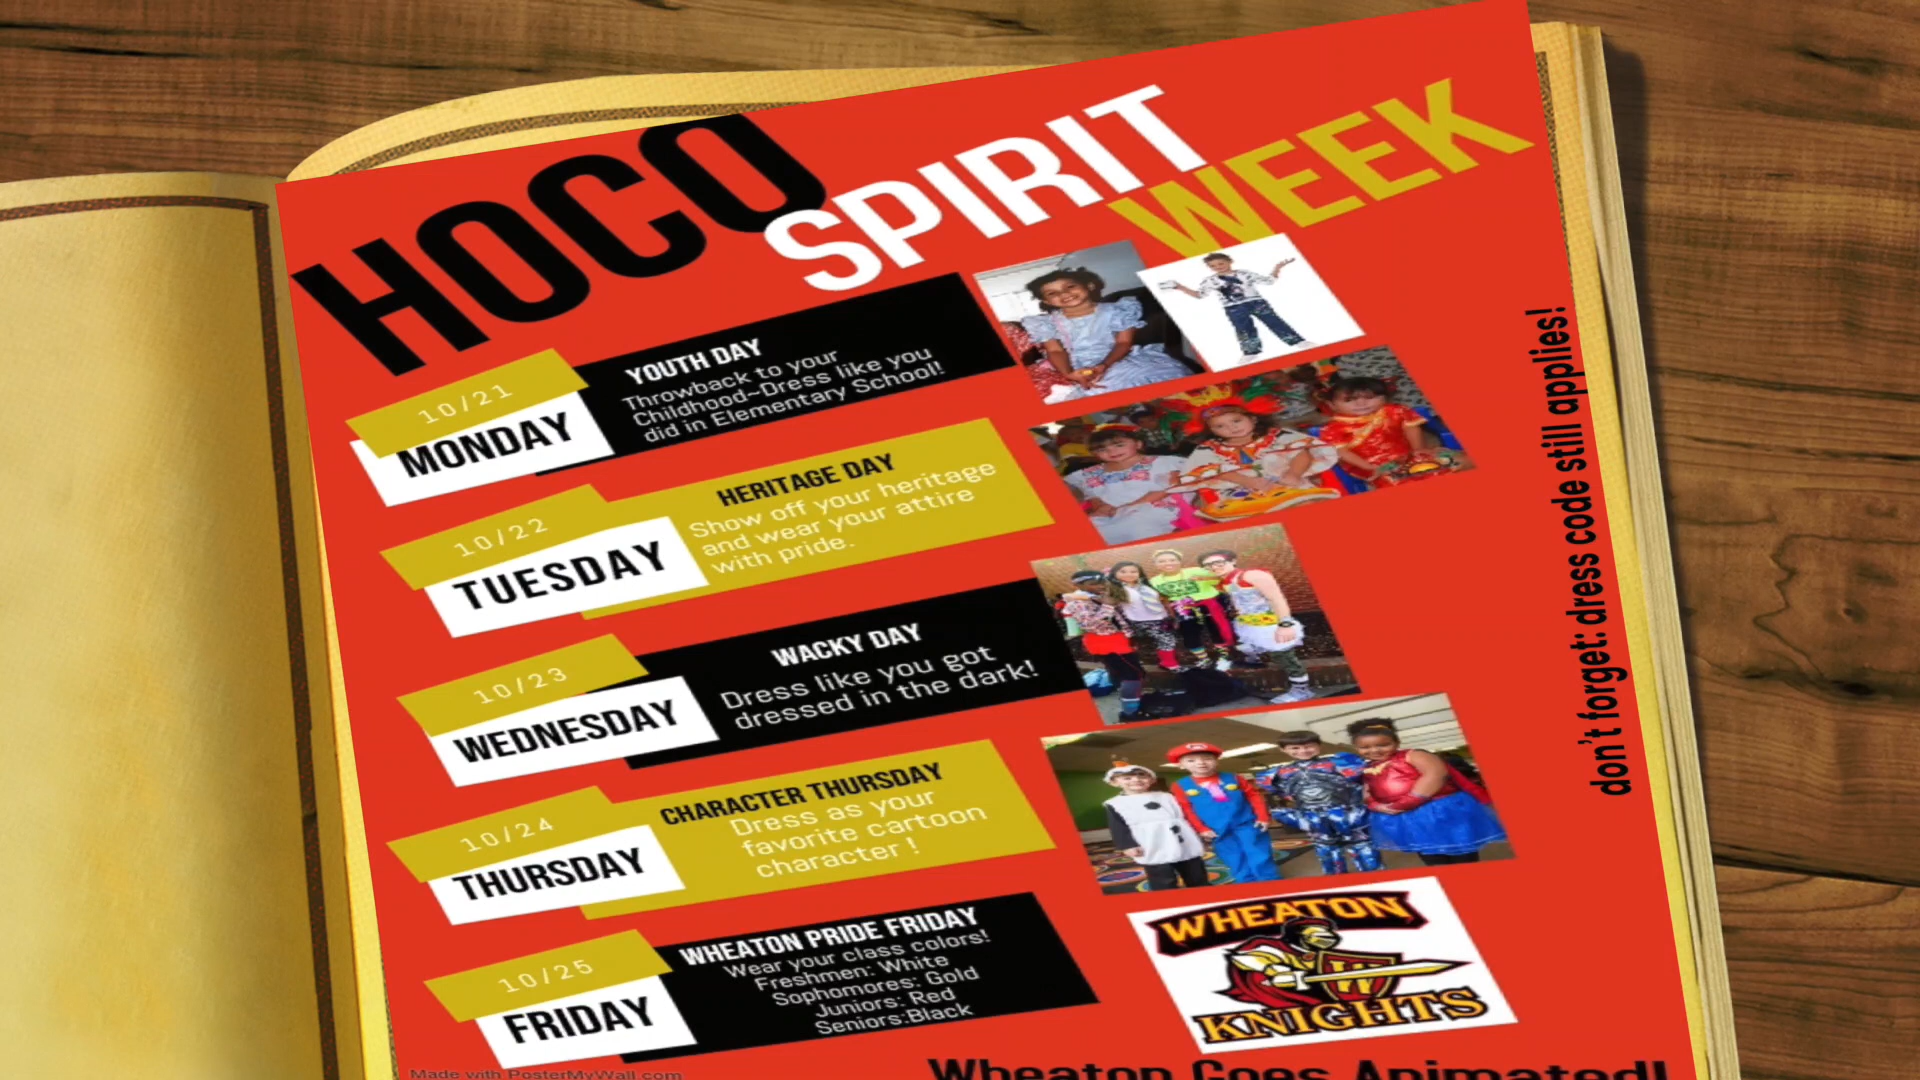 HOCO SPIRIT WEEK
10/21
MONDAY
YOUTH DAY
Throwback to your
Childhood~Dress like you
did in Elementary School!
10/22
TUESDAY
HERITAGE DAY
Show off your heritage
and wear your attire
with pride.
10/23
WEDNESDAY
WACKY DAY
Dress like you got
dressed in the dark!
10/24
THURSDAY
CHARACTER THURSDAY
Dress as your
favorite cartoon
character !
10/25
FRIDAY
WHEATON PRIDE FRIDAY
Wear your class colors!
Freshmen: White
Sophomores: Gold
Juniors: Red
Seniors:Black
WHEATON
W
KNIGHTS
don't forget: dress code still applies!
Made with PosterMyWall.com
Wheaton Goes Animated!